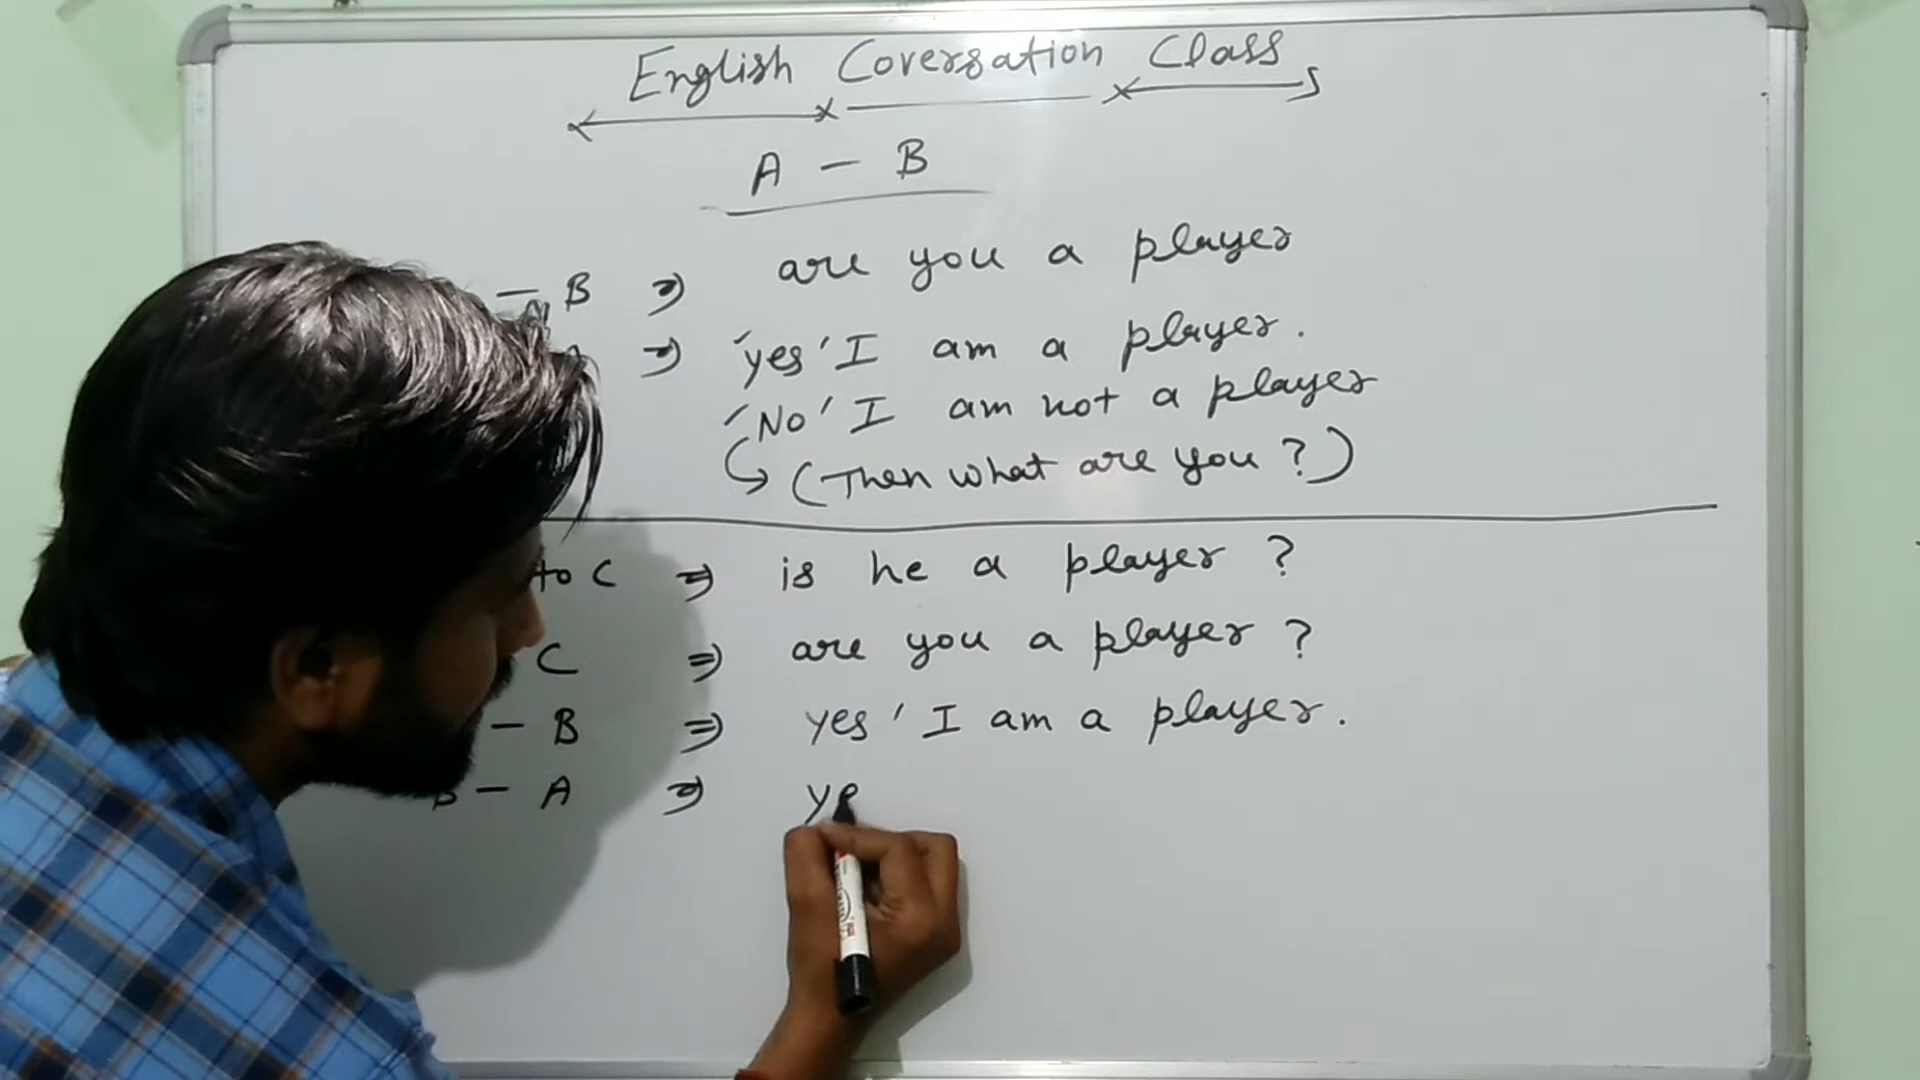 English Coversation Class
A - B
- B ⇒ are you a player
A ⇒ 'yes' I am a player.
'No' I am not a player
↳ (Then what are you ?)
to C ⇒ is he a player ?
C ⇒ are you a player ?
- B ⇒ yes' I am a player.
B - A ⇒ ye